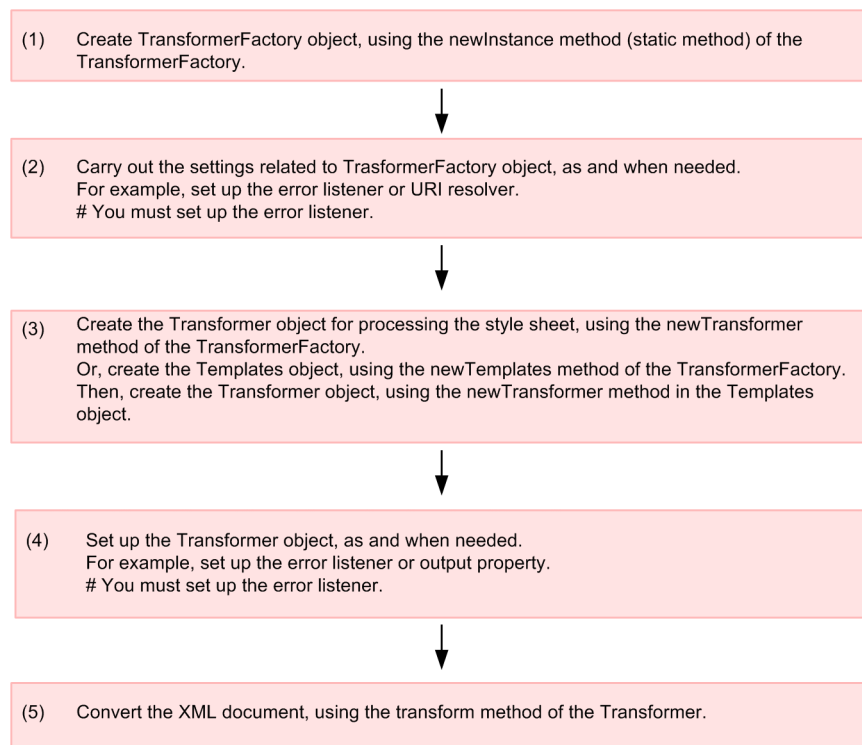 (1) Create TransformerFactory object, using the newInstance method (static method) of the
TransformerFactory.
(2) Carry out the settings related to TrasformerFactory object, as and when needed.
For example, set up the error listener or URI resolver.
# You must set up the error listener.
(3) Create the Transformer object for processing the style sheet, using the newTransformer
method of the TransformerFactory.
Or, create the Templates object, using the newTemplates method of the TransformerFactory.
Then, create the Transformer object, using the newTransformer method in the Templates
object.
(4) Set up the Transformer object, as and when needed.
For example, set up the error listener or output property.
# You must set up the error listener.
(5) Convert the XML document, using the transform method of the Transformer.